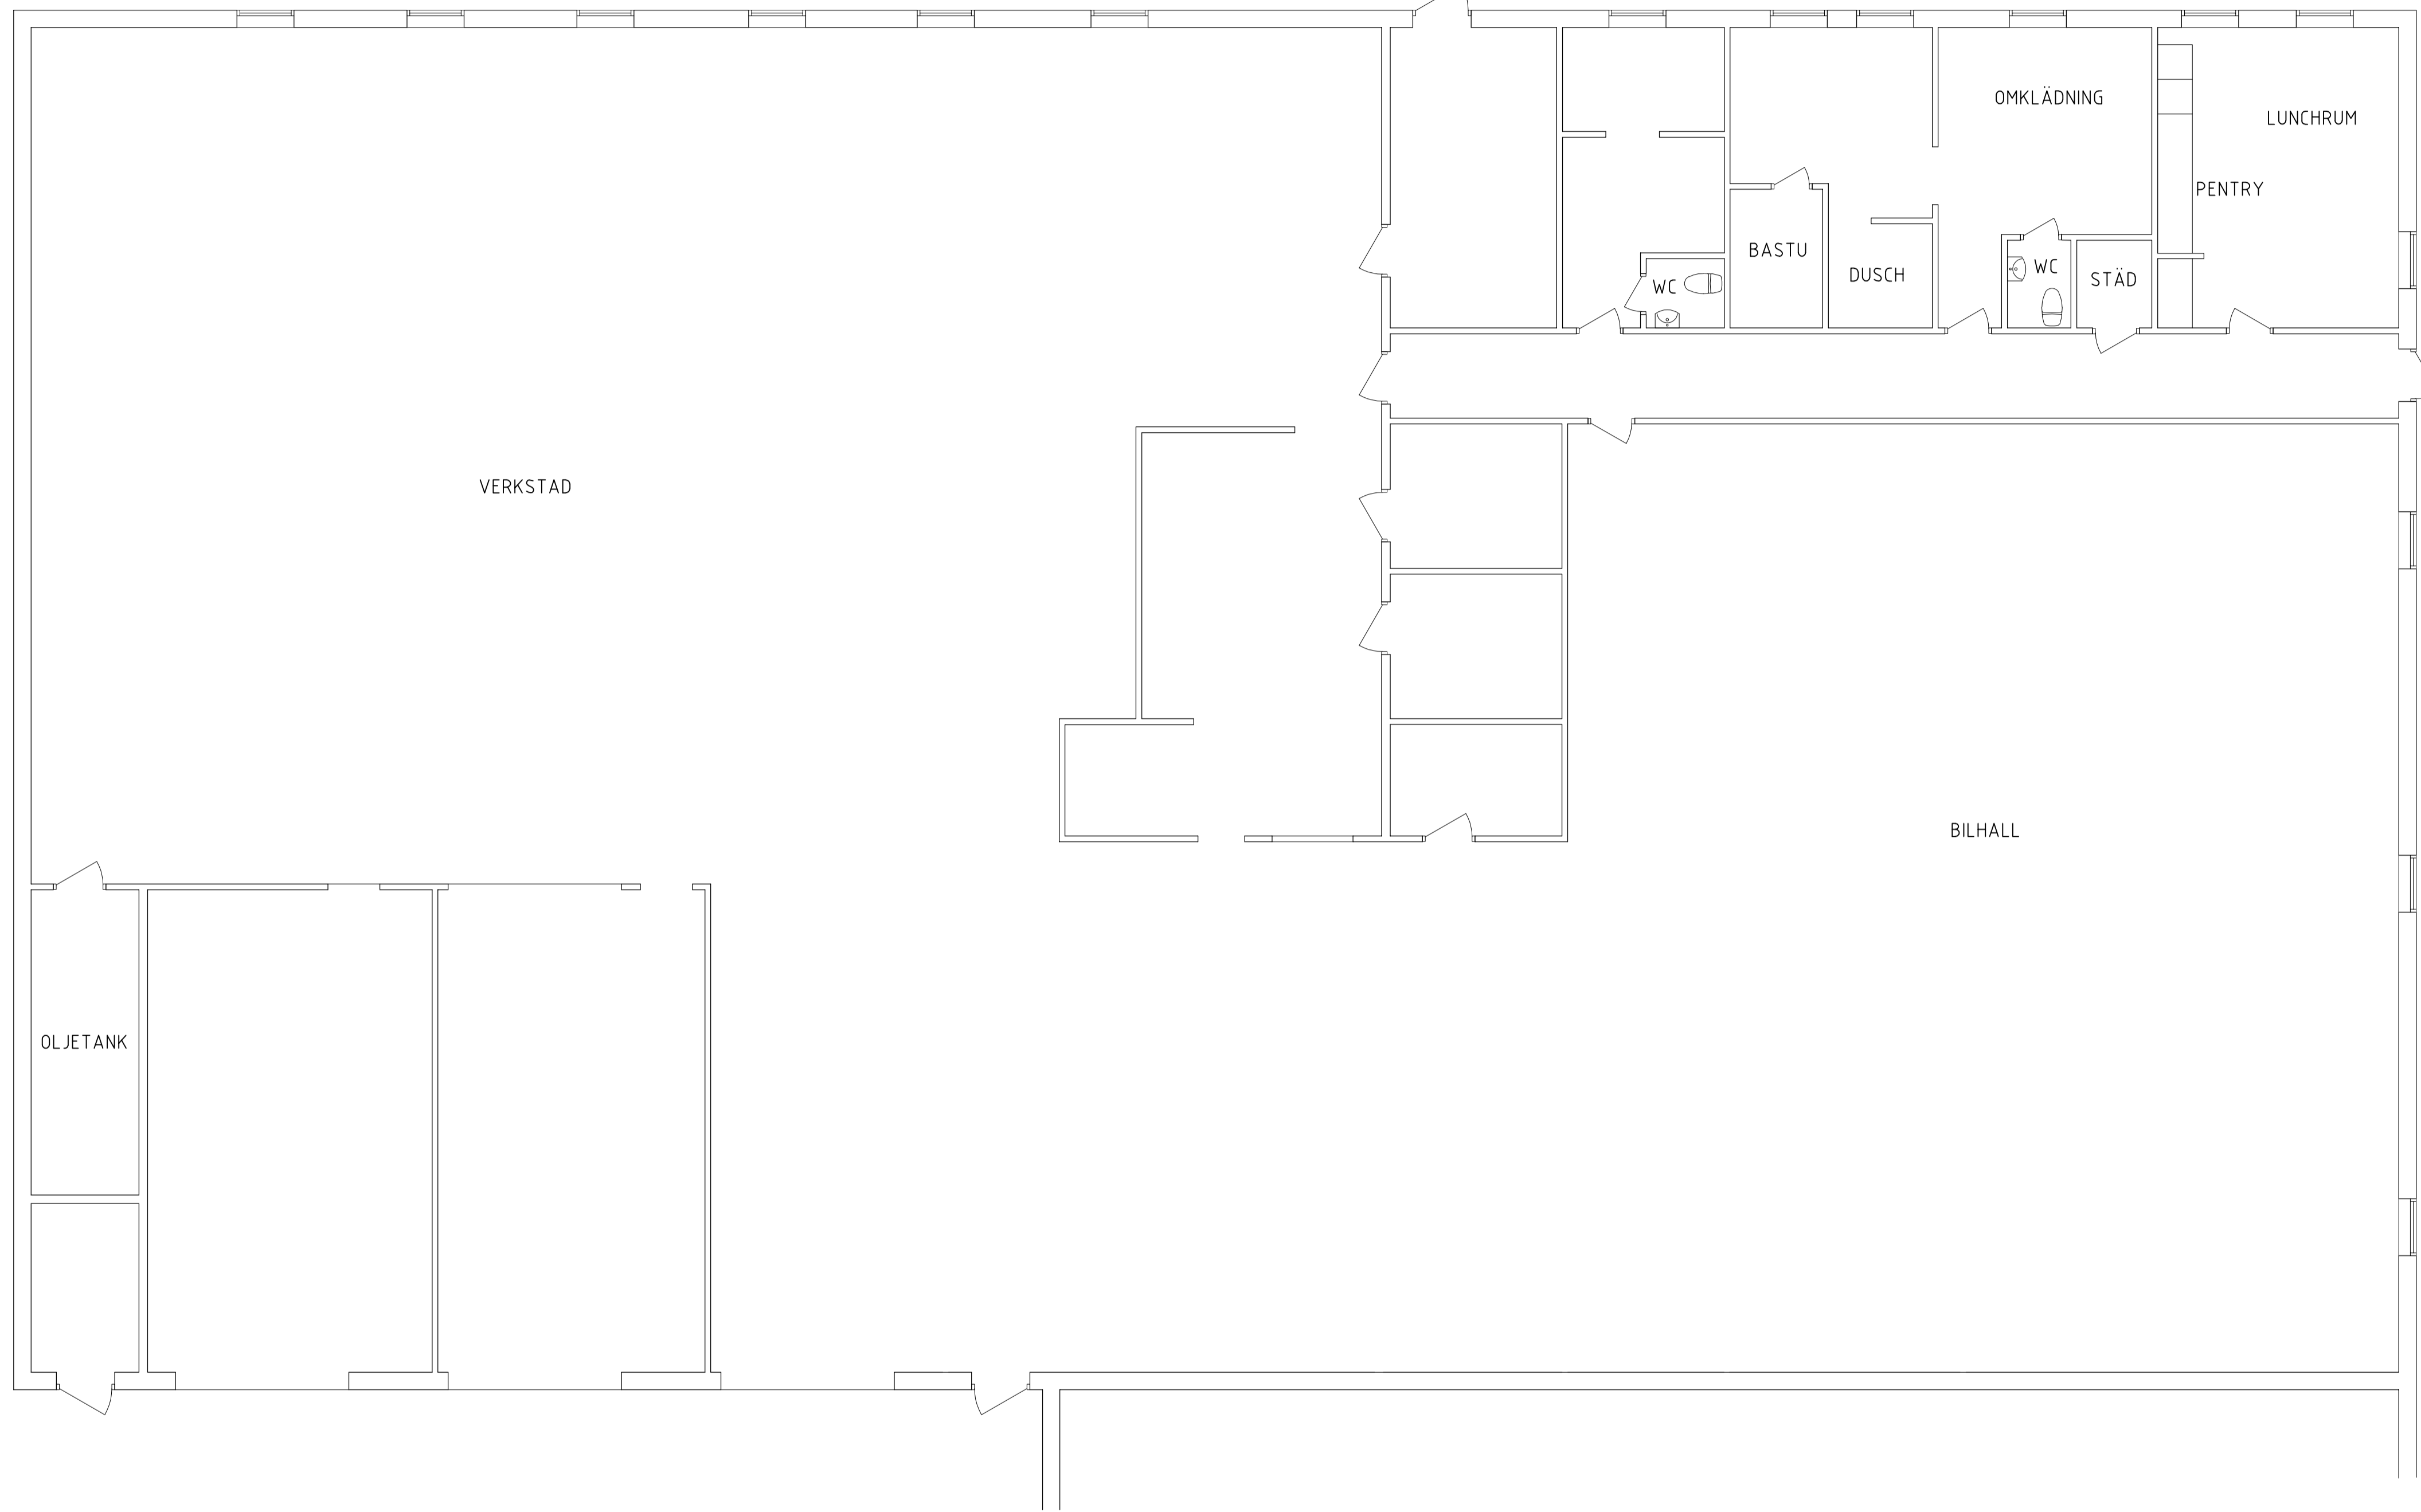 OMKLÄDNING
LUNCHRUM
PENTRY
BASTU
DUSCH
WC
STÄD
WC
VERKSTAD
BILHALL
OLJETANK